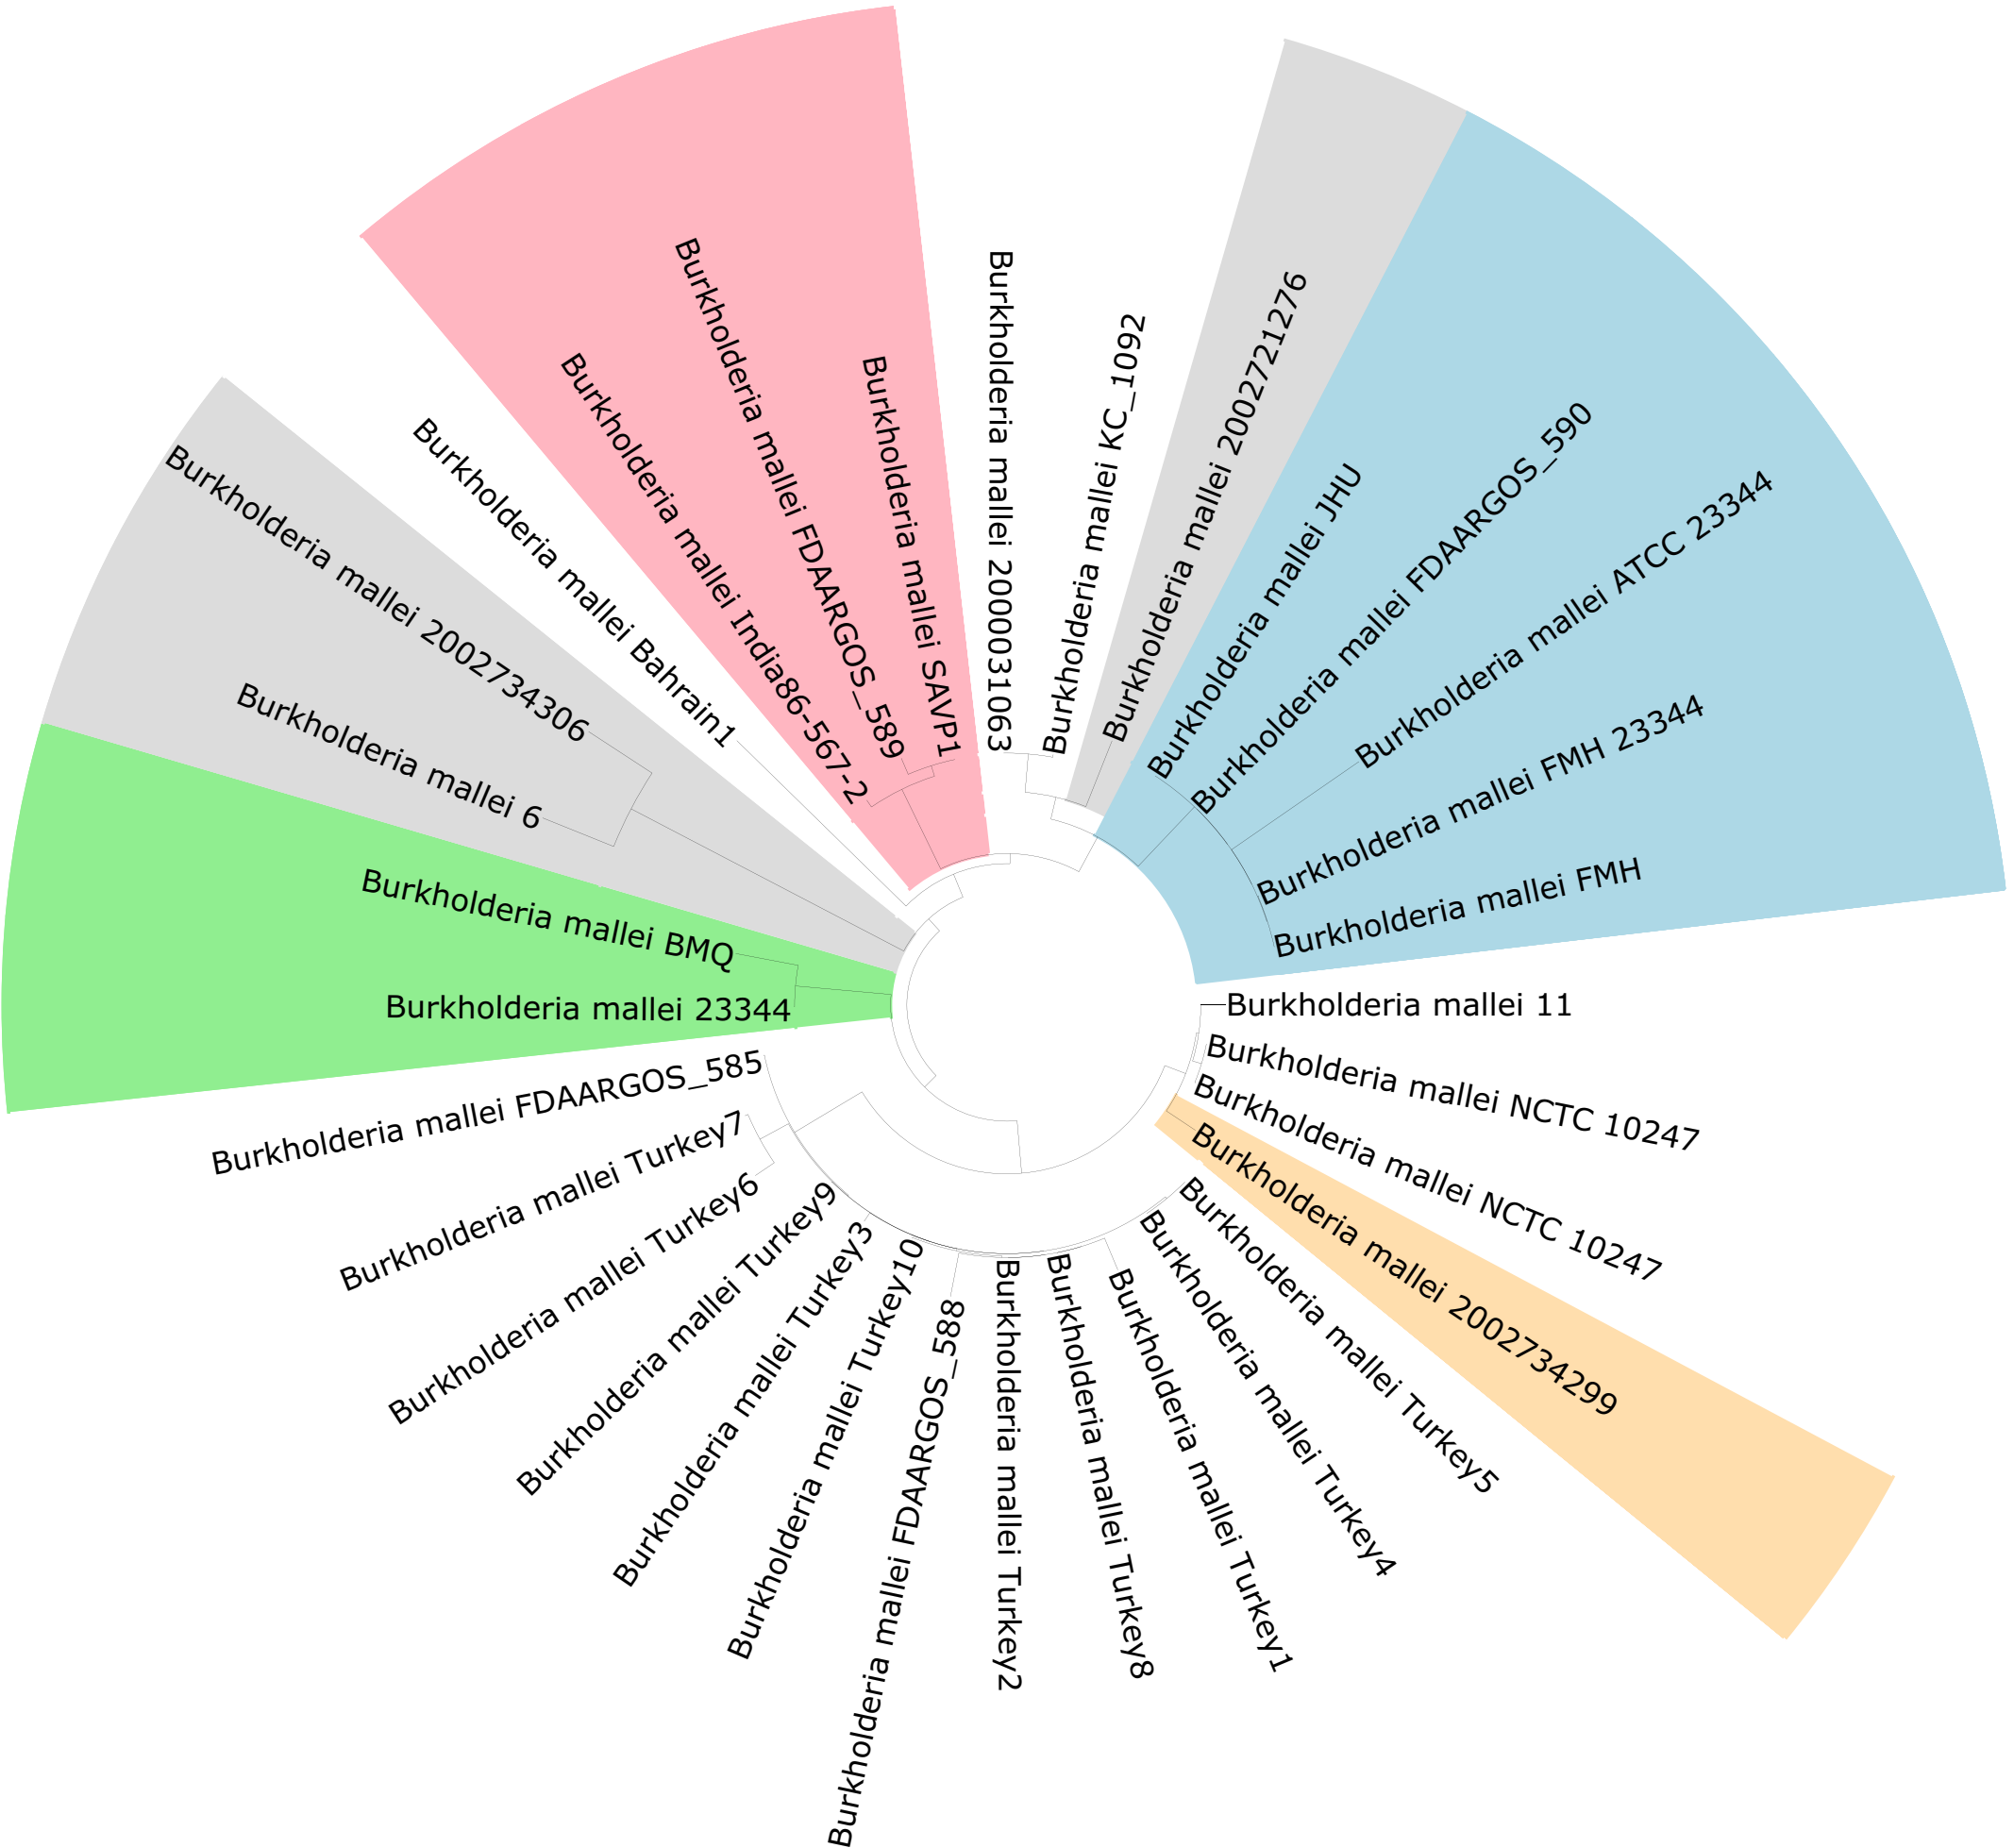 Burkholderia mallei 2000031063
Burkholderia mallei KC_1092
Burkholderia mallei 2002721276
Burkholderia mallei JHU
Burkholderia mallei FDAARGOS_590
Burkholderia mallei ATCC 23344
Burkholderia mallei FMH 23344
Burkholderia mallei FMH
Burkholderia mallei 11
Burkholderia mallei NCTC 10247
Burkholderia mallei NCTC 10247
Burkholderia mallei 2002734299
Burkholderia mallei Turkey5
Burkholderia mallei Turkey4
Burkholderia mallei Turkey1
Burkholderia mallei Turkey8
Burkholderia mallei Turkey2
Burkholderia mallei FDAARGOS_588
Burkholderia mallei Turkey10
Burkholderia mallei Turkey3
Burkholderia mallei Turkey9
Burkholderia mallei Turkey6
Burkholderia mallei Turkey7
Burkholderia mallei FDAARGOS_585
Burkholderia mallei 23344
Burkholderia mallei BMQ
Burkholderia mallei 6
Burkholderia mallei 2002734306
Burkholderia mallei Bahrain1
Burkholderia mallei India86-567-2
Burkholderia mallei FDAARGOS_589
Burkholderia mallei SAVP1